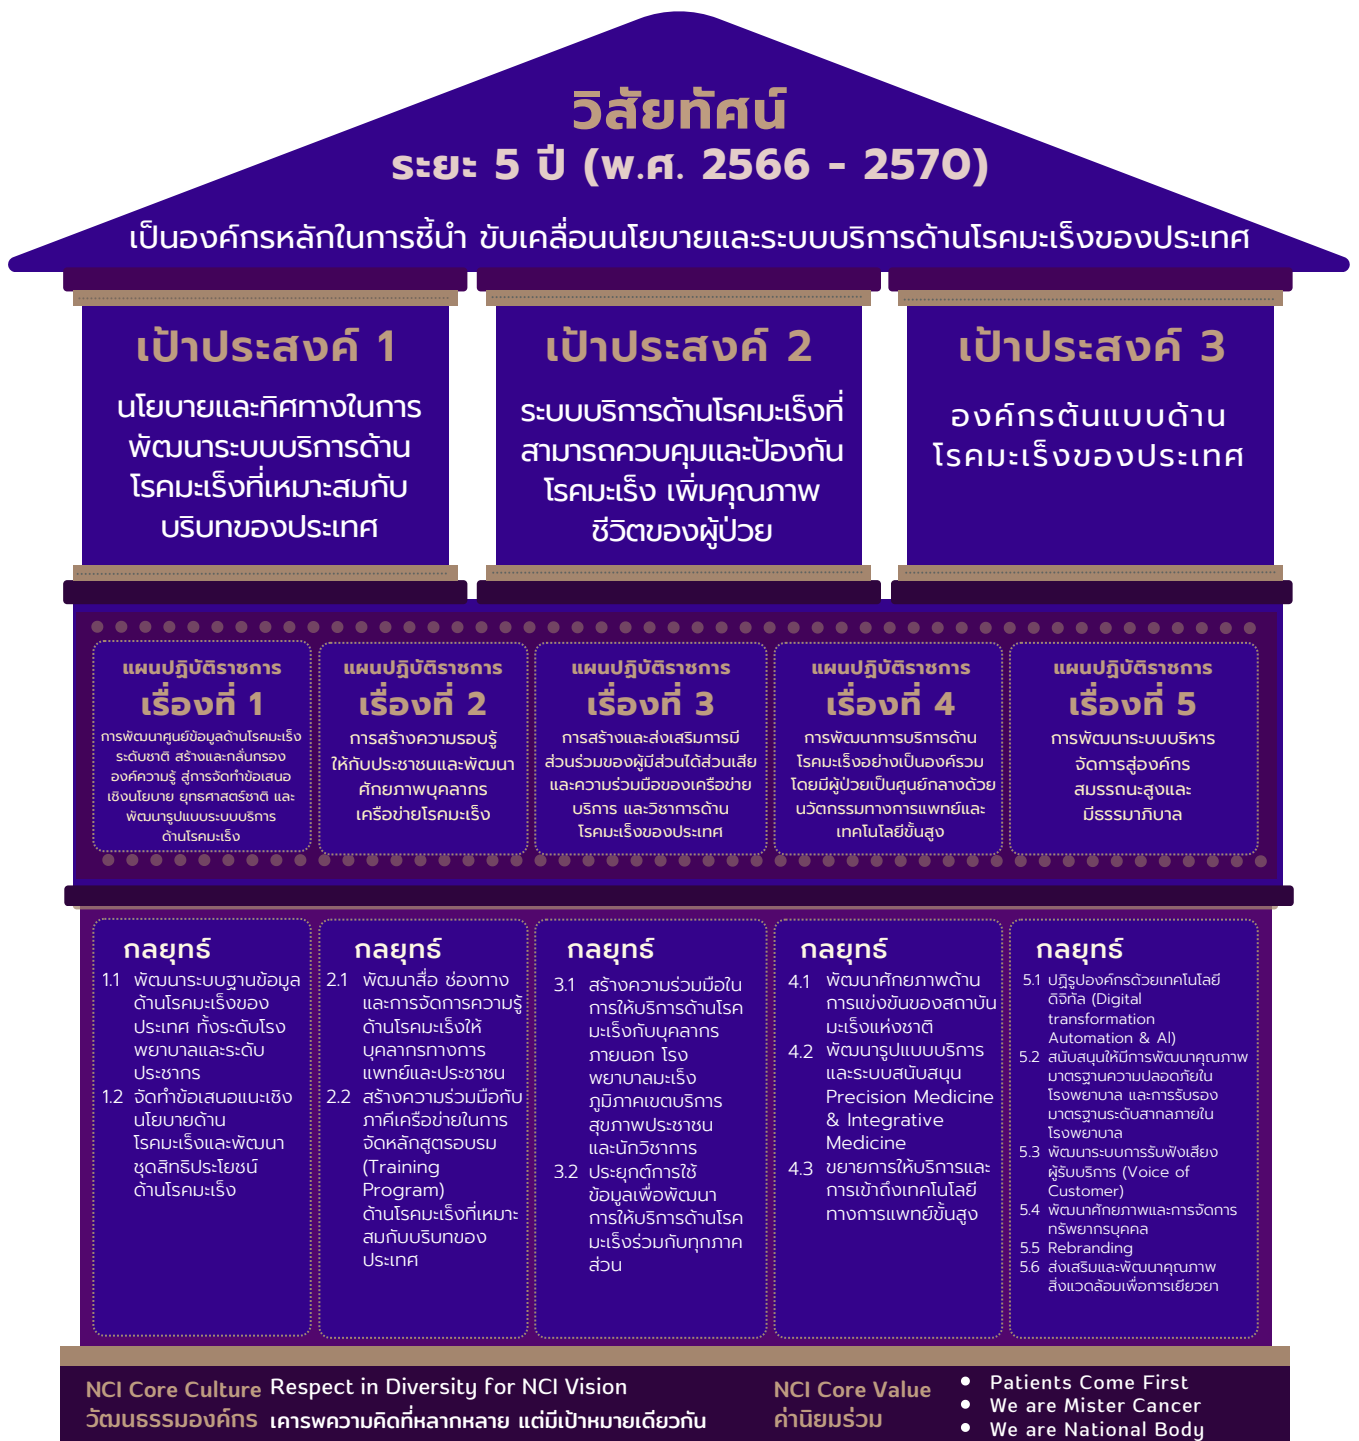 วิสัยทัศน์
ระยะ 5 ปี (พ.ศ. 2566 - 2570)
เป็นองค์กรหลักในการชี้นำ ขับเคลื่อนนโยบายและระบบบริการด้านโรคมะเร็งของประเทศ
เป้าประสงค์ 1
นโยบายและทิศทางในการ
พัฒนาระบบบริการด้าน
โรคมะเร็งที่เหมาะสมกับ
บริบทของประเทศ
เป้าประสงค์ 2
ระบบบริการด้านโรคมะเร็งที่
สามารถควบคุมและป้องกัน
โรคมะเร็ง เพิ่มคุณภาพ
ชีวิตของผู้ป่วย
เป้าประสงค์ 3
องค์กรต้นแบบด้าน
โรคมะเร็งของประเทศ
แผนปฏิบัติราชการ
เรื่องที่ 1
การพัฒนาศูนย์ข้อมูลด้านโรคมะเร็ง
ระดับชาติ สร้างและกลั่นกรอง
องค์ความรู้ สู่การจัดทำข้อเสนอ
เชิงนโยบาย ยุทธศาสตร์ชาติ และ
พัฒนารูปแบบระบบบริการ
ด้านโรคมะเร็ง
แผนปฏิบัติราชการ
เรื่องที่ 2
การสร้างความรอบรู้
ให้กับประชาชนและพัฒนา
ศักยภาพบุคลากร
เครือข่ายโรคมะเร็ง
แผนปฏิบัติราชการ
เรื่องที่ 3
การสร้างและส่งเสริมการมี
ส่วนร่วมของผู้มีส่วนได้ส่วนเสีย
และความร่วมมือของเครือข่าย
บริการ และวิชาการด้าน
โรคมะเร็งของประเทศ
แผนปฏิบัติราชการ
เรื่องที่ 4
การพัฒนาการบริการด้าน
โรคมะเร็งอย่างเป็นองค์รวม
โดยมีผู้ป่วยเป็นศูนย์กลางด้วย
นวัตกรรมทางการแพทย์และ
เทคโนโลยีขั้นสูง
แผนปฏิบัติราชการ
เรื่องที่ 5
การพัฒนาระบบบริหาร
จัดการสู่องค์กร
สมรรถนะสูงและ
มีธรรมาภิบาล
กลยุทธ์
1.1 พัฒนาระบบฐานข้อมูล
ด้านโรคมะเร็งของ
ประเทศ ทั้งระดับโรง
พยาบาลและระดับ
ประชากร
1.2 จัดทำข้อเสนอแนะเชิง
นโยบายด้าน
โรคมะเร็งและพัฒนา
ชุดสิทธิประโยชน์
ด้านโรคมะเร็ง
กลยุทธ์
2.1 พัฒนาสื่อ ช่องทาง
และการจัดการความรู้
ด้านโรคมะเร็งให้
บุคลากรทางการ
แพทย์และประชาชน
2.2 สร้างความร่วมมือกับ
ภาคีเครือข่ายในการ
จัดหลักสูตรอบรม
(Training
Program)
ด้านโรคมะเร็งที่เหมาะ
สมกับบริบทของ
ประเทศ
กลยุทธ์
3.1 สร้างความร่วมมือใน
การให้บริการด้านโรค
มะเร็งกับบุคลากร
ภายนอก โรง
พยาบาลมะเร็ง
ภูมิภาคเขตบริการ
สุขภาพประชาชน
และนักวิชาการ
3.2 ประยุกต์การใช้
ข้อมูลเพื่อพัฒนา
การให้บริการด้านโรค
มะเร็งร่วมกับทุกภาค
ส่วน
กลยุทธ์
4.1 พัฒนาศักยภาพด้าน
การแข่งขันของสถาบัน
มะเร็งแห่งชาติ
4.2 พัฒนารูปแบบบริการ
และระบบสนับสนุน
Precision Medicine
& Integrative
Medicine
4.3 ขยายการให้บริการและ
การเข้าถึงเทคโนโลยี
ทางการแพทย์ขั้นสูง
กลยุทธ์
5.1 ปฏิรูปองค์กรด้วยเทคโนโลยี
ดิจิทัล (Digital
transformation
Automation & AI)
5.2 สนับสนุนให้มีการพัฒนาคุณภาพ
มาตรฐานความปลอดภัยใน
โรงพยาบาล และการรับรอง
มาตรฐานระดับสากลภายใน
โรงพยาบาล
5.3 พัฒนาระบบการรับฟังเสียง
ผู้รับบริการ (Voice of
Customer)
5.4 พัฒนาศักยภาพและการจัดการ
ทรัพยากรบุคคล
5.5 Rebranding
5.6 ส่งเสริมและพัฒนาคุณภาพ
สิ่งแวดล้อมเพื่อการเยียวยา
NCI Core Culture Respect in Diversity for NCI Vision
วัฒนธรรมองค์กร เคารพความคิดที่หลากหลาย แต่มีเป้าหมายเดียวกัน
NCI Core Value
ค่านิยมร่วม
• Patients Come First
• We are Mister Cancer
• We are National Body